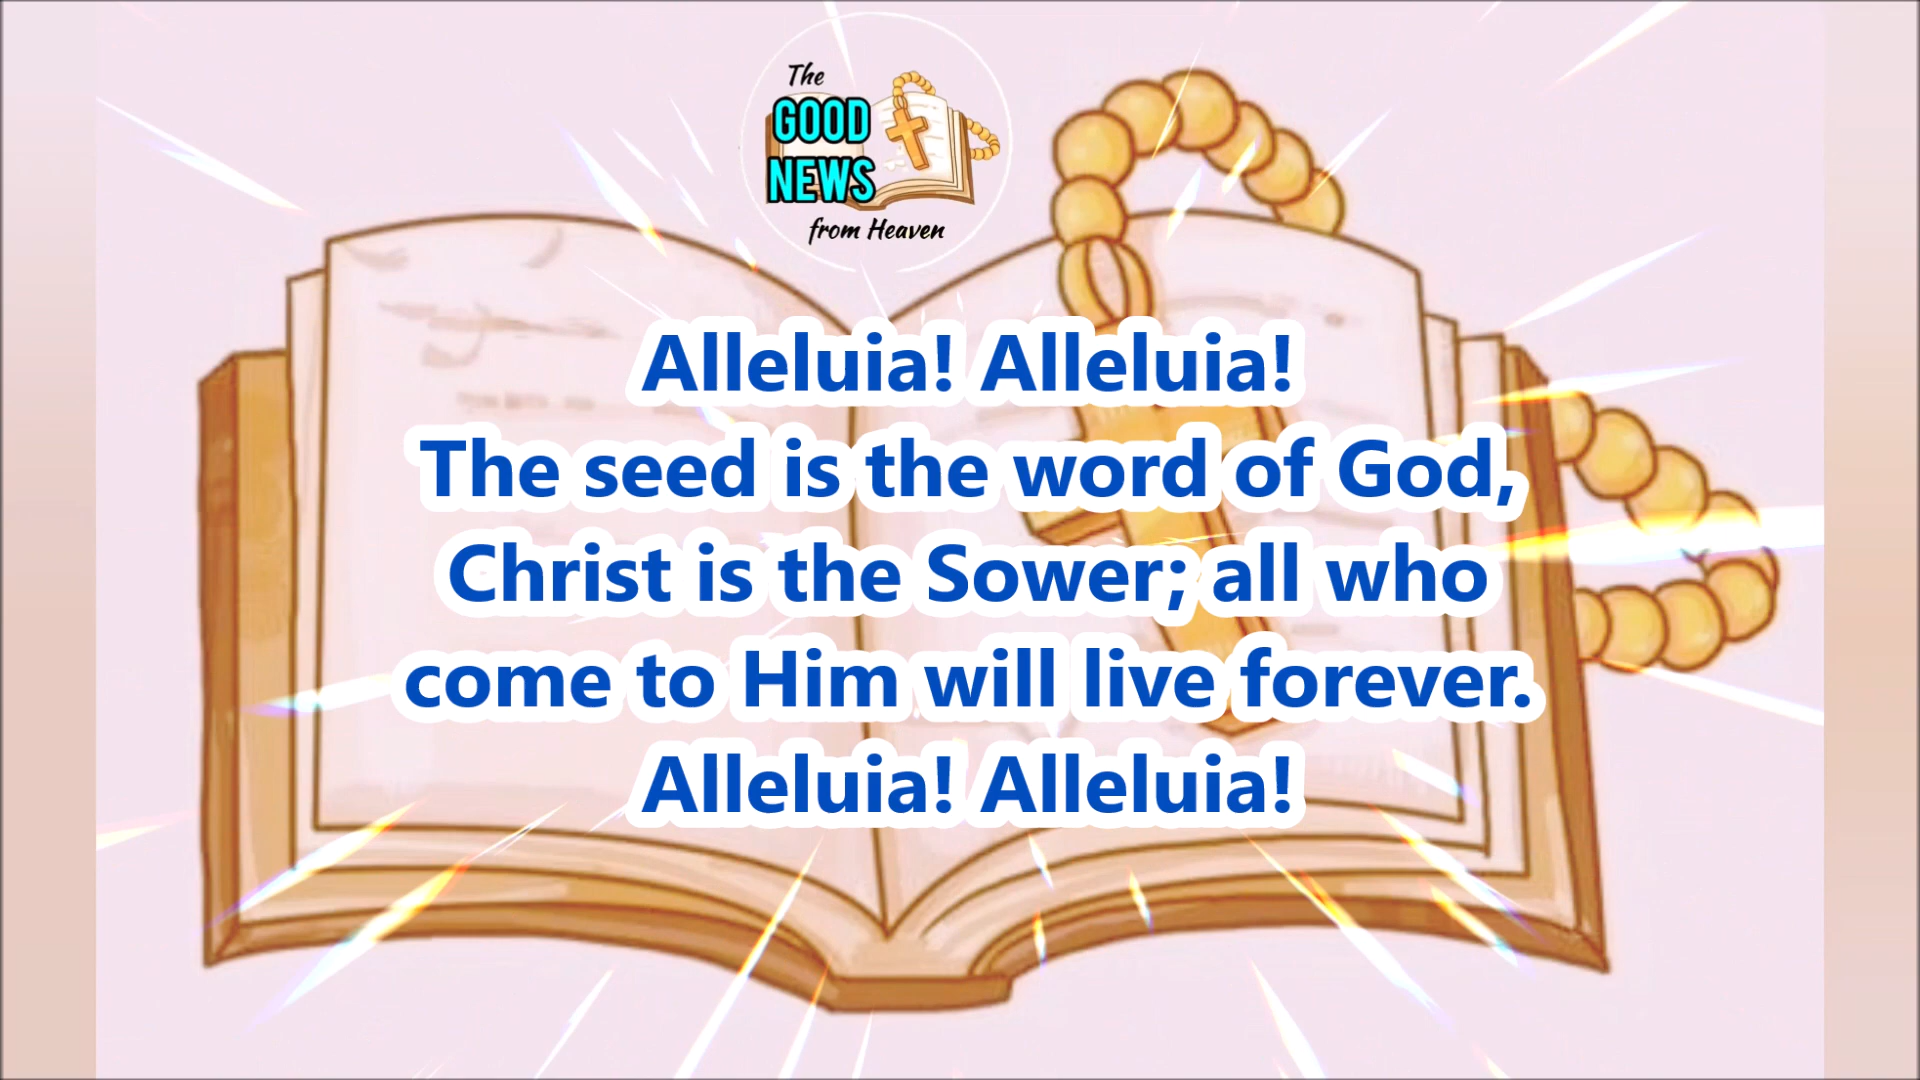 The
GOOD
NEWS
from Heaven
Alleluia! Alleluia!
The seed is the word of God,
Christ is the Sower; all who
come to Him will live forever.
Alleluia! Alleluia!